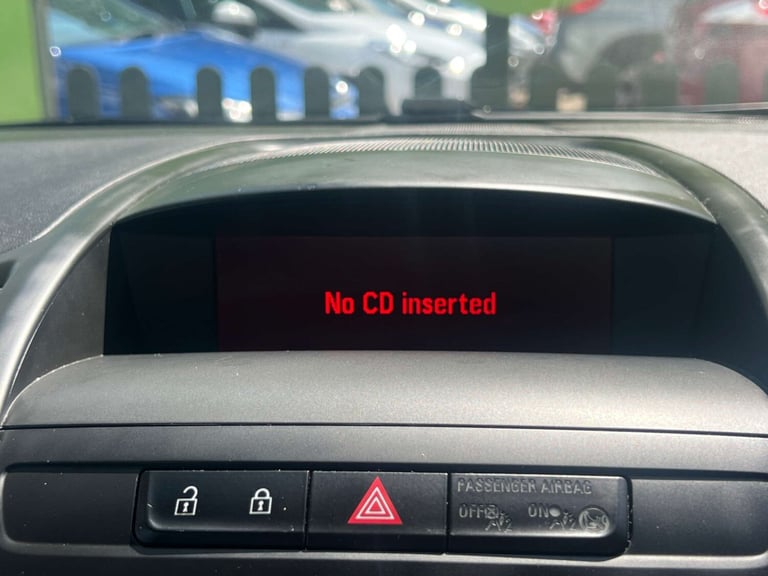 No CD inserted
PASSENGER AIRBAG
OFF ON